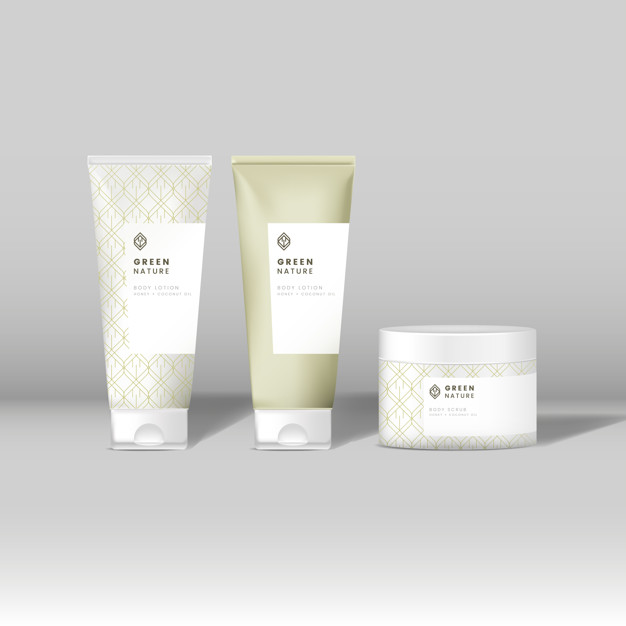 GREEN
NATURE
BODY LOTION
HONEY + COCONUT OIL
GREEN
NATURE
BODY LOTION
HONEY + COCONUT OIL
GREEN
NATURE
BODY SCRUB
HONEY + COCONUT OIL